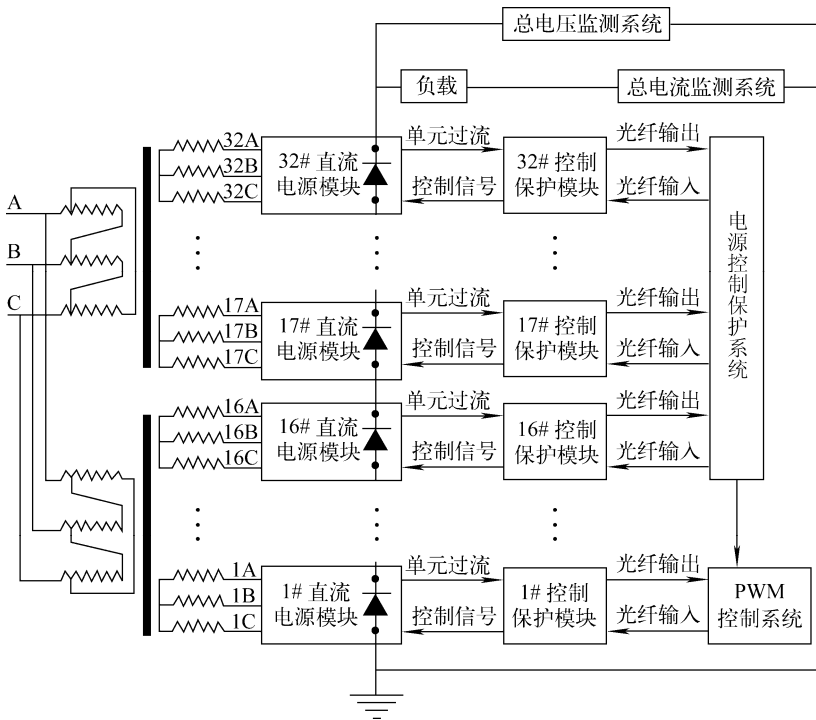 总电压监测系统
负载
总电流监测系统
32A
32B
32C
32# 直流
电源模块
单元过流
控制信号
32# 控制
保护模块
光纤输出
光纤输入
A
B
C
17A
17B
17C
17# 直流
电源模块
单元过流
控制信号
17# 控制
保护模块
光纤输出
光纤输入
电源控制保护系统
16A
16B
16C
16# 直流
电源模块
单元过流
控制信号
16# 控制
保护模块
光纤输出
光纤输入
1A
1B
1C
1# 直流
电源模块
单元过流
控制信号
1# 控制
保护模块
光纤输出
光纤输入
PWM
控制系统